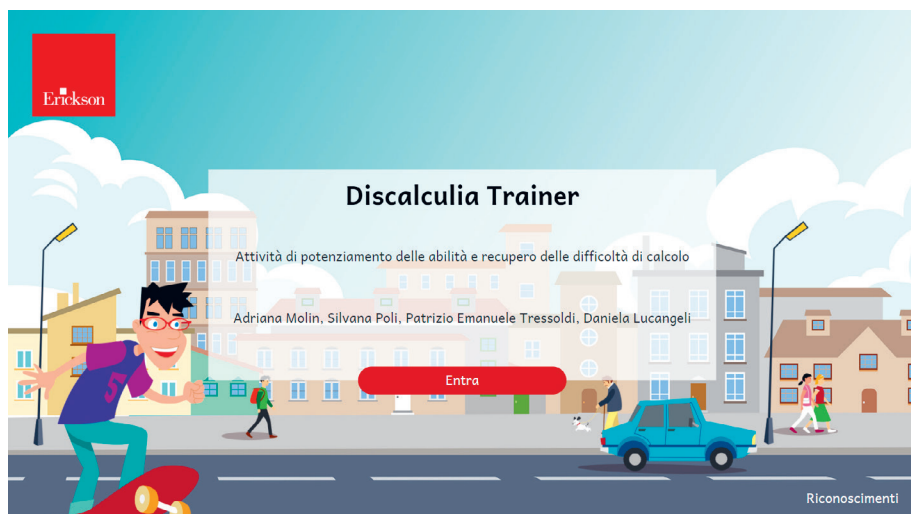 Erickson
Discalculia Trainer
Attività di potenziamento delle abilità e recupero delle difficoltà di calcolo
Adriana Molin, Silvana Poli, Patrizio Emanuele Tressoldi, Daniela Lucangeli
Entra
5
Riconoscimenti